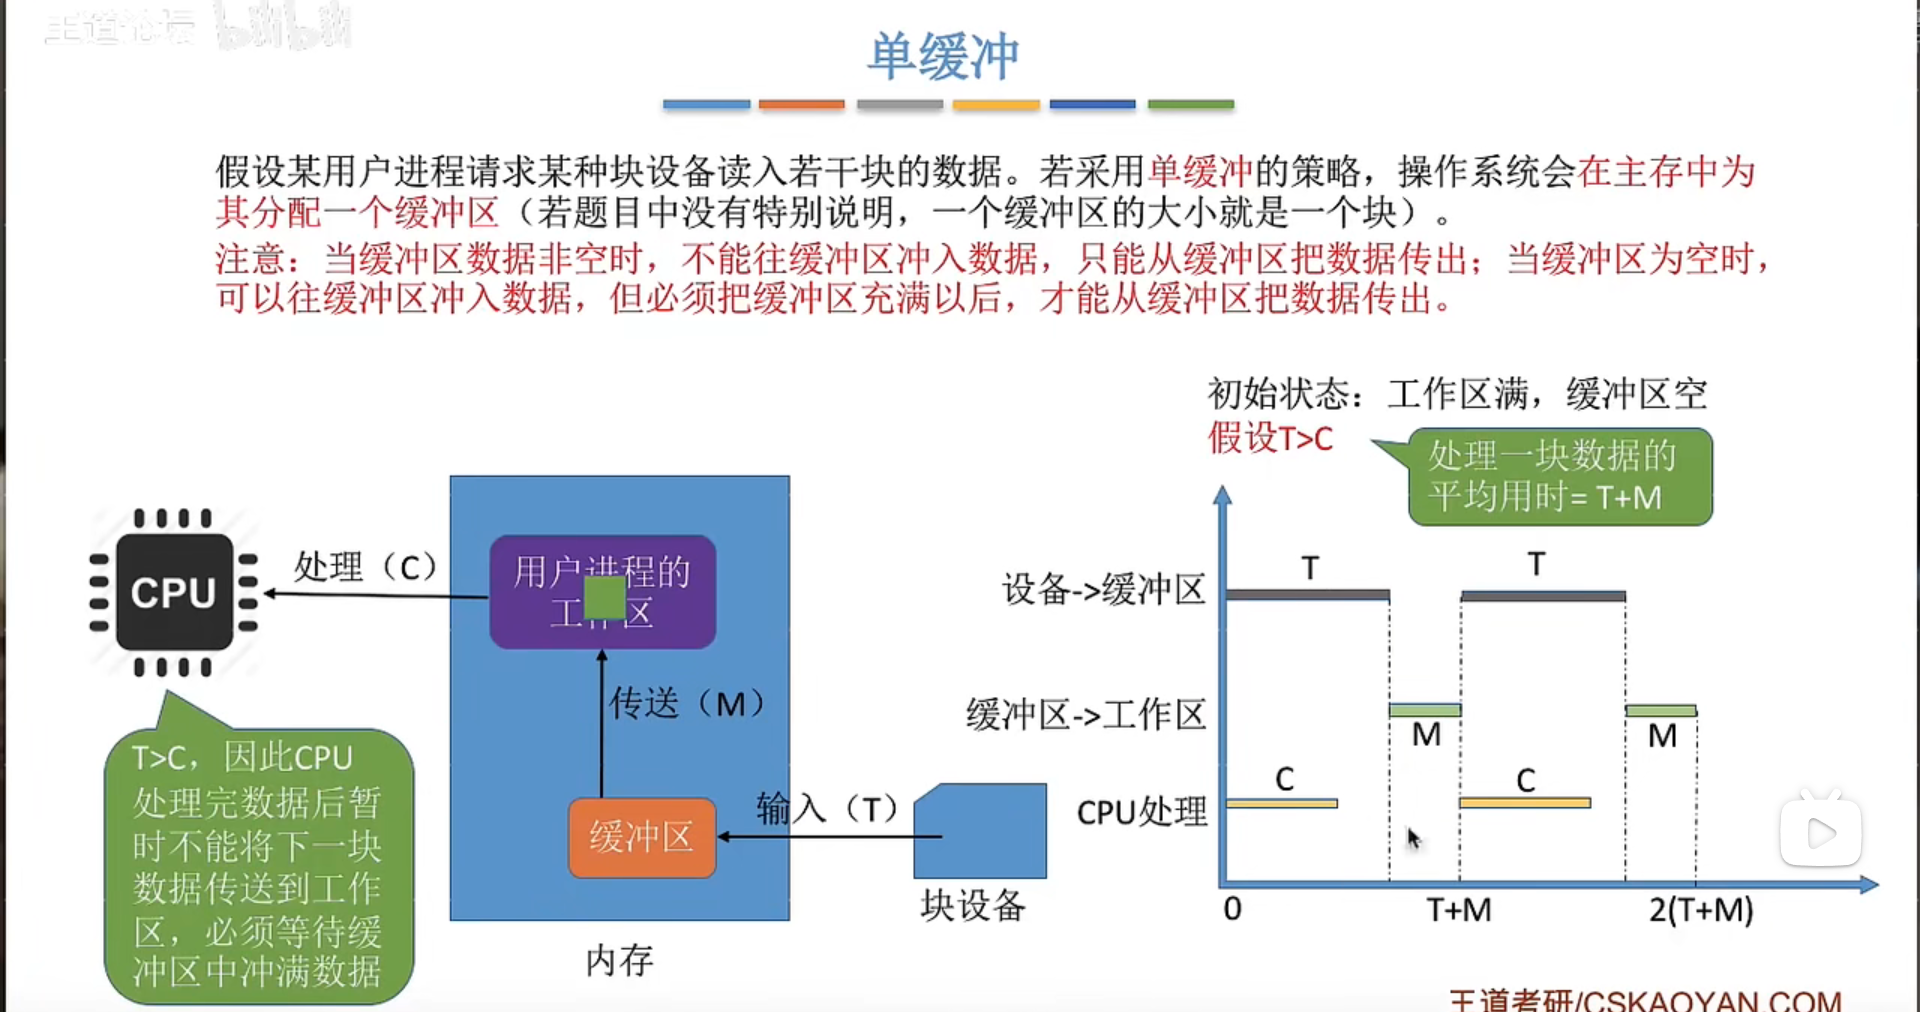 王道论坛 bilibili
单缓冲
假设某用户进程请求某种块设备读入若干块的数据。若采用单缓冲的策略，操作系统会在主存中为
其分配一个缓冲区（若题目中没有特别说明，一个缓冲区的大小就是一个块）。
注意：当缓冲区数据非空时，不能往缓冲区冲入数据，只能从缓冲区把数据传出；当缓冲区为空时，
可以往缓冲区冲入数据，但必须把缓冲区充满以后，才能从缓冲区把数据传出。
初始状态：工作区满，缓冲区空
假设T>C
处理一块数据的
平均用时= T+M
CPU
处理（C）
用户进程的
工作区
传送（M）
缓冲区
输入（T）
块设备
内存
T>C，因此CPU
处理完数据后暂
时不能将下一块
数据传送到工作
区，必须等待缓
冲区中冲满数据
设备->缓冲区
T
T
缓冲区->工作区
M
M
CPU处理
C
C
0
T+M
2(T+M)
王道考研/CSKAOYAN.COM